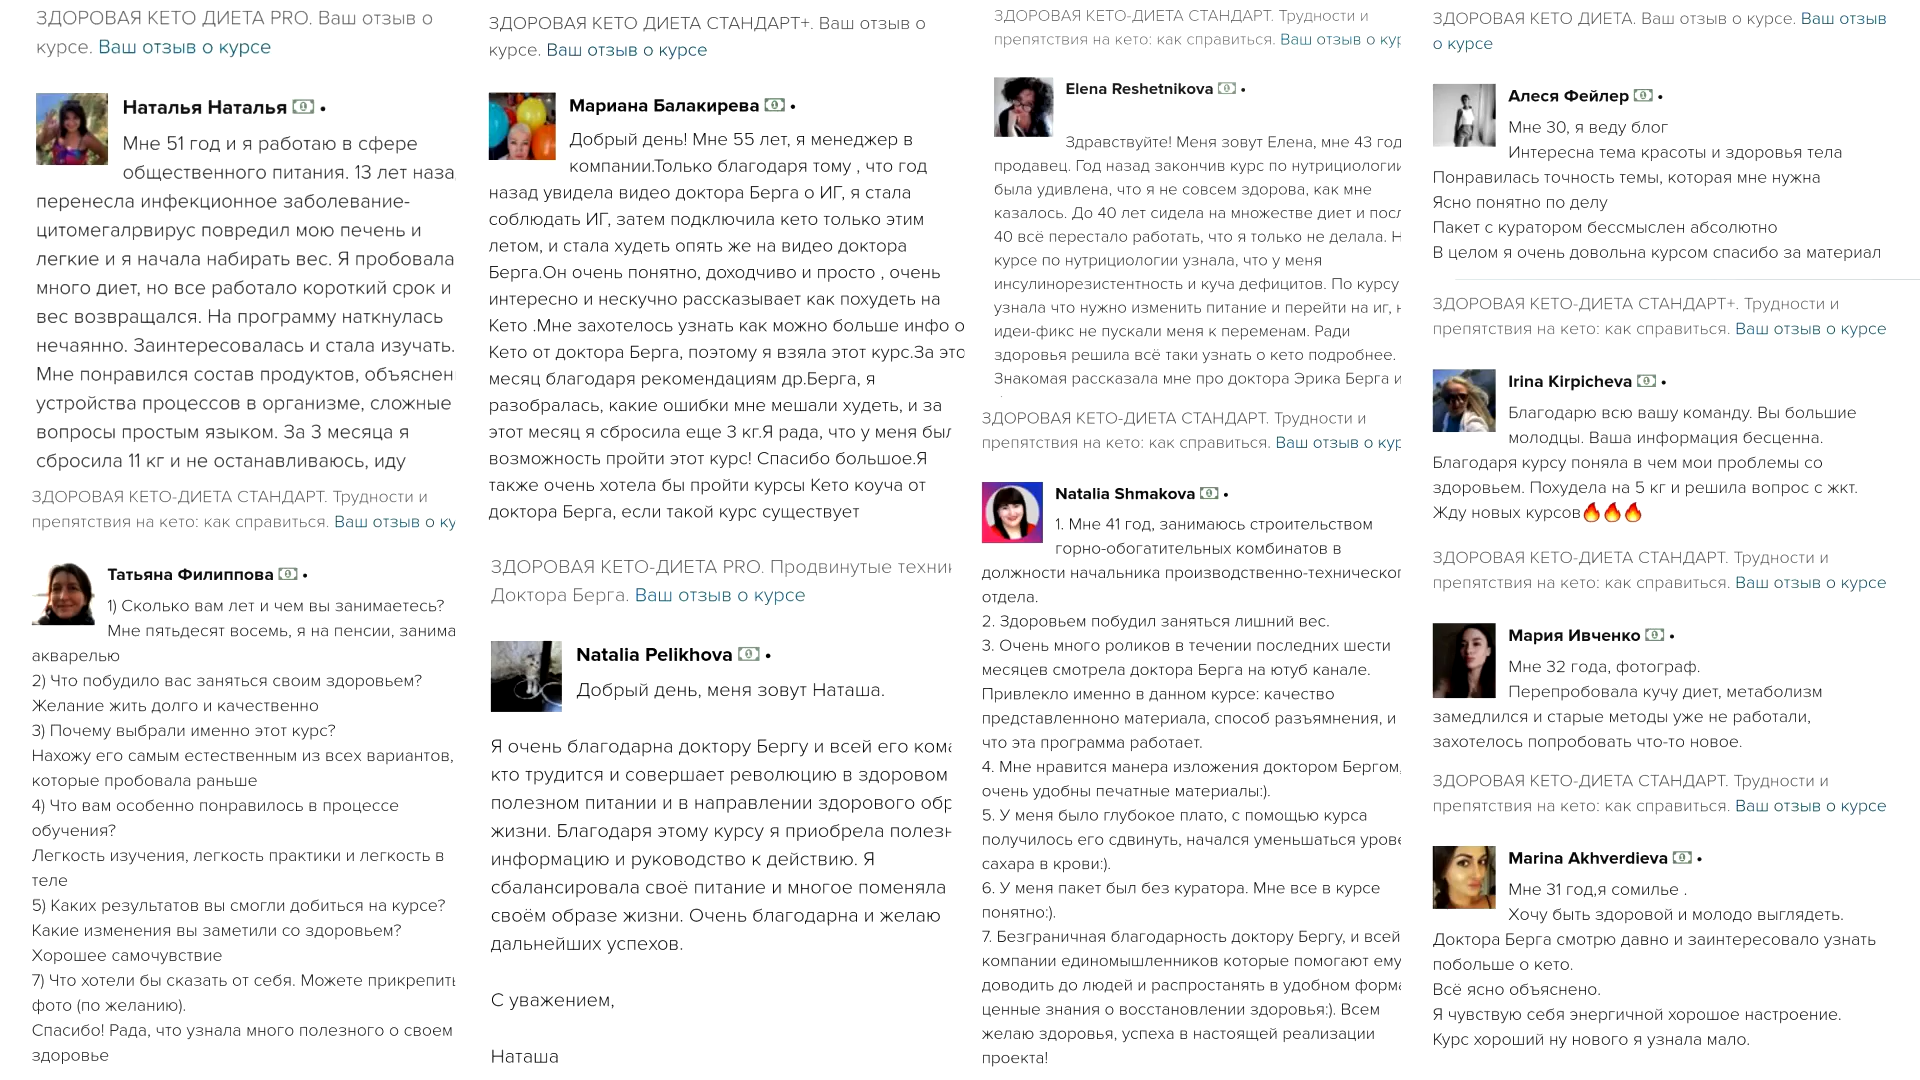 ЗДОРОВАЯ КЕТО ДИЕТА PRO. Ваш отзыв о
курсе. Ваш отзыв о курсе
Наталья Наталья •
Мне 51 год и я работаю в сфере
общественного питания. 13 лет наза
перенесла инфекционное заболевание-
цитомегалрвирус повредил мою печень и
легкие и я начала набирать вес. Я пробовала
много диет, но все работало короткий срок и
вес возвращался. На программу наткнулась
нечаянно. Заинтересовалась и стала изучать.
Мне понравился состав продуктов, объяснен
устройства процессов в организме, сложные
вопросы простым языком. За 3 месяца я
сбросила 11 кг и не останавливаюсь, иду
ЗДОРОВАЯ КЕТО-ДИЕТА СТАНДАРТ. Трудности и
препятствия на кето: как справиться. Ваш отзыв о ку
Татьяна Филиппова •
1) Сколько вам лет и чем вы занимаетесь?
Мне пятьдесят восемь, я на пенсии, занима
акварелью
2) Что побудило вас заняться своим здоровьем?
Желание жить долго и качественно
3) Почему выбрали именно этот курс?
Нахожу его самым естественным из всех вариантов,
которые пробовала раньше
4) Что вам особенно понравилось в процессе
обучения?
Легкость изучения, легкость практики и легкость в
теле
5) Каких результатов вы смогли добиться на курсе?
Какие изменения вы заметили со здоровьем?
Хорошее самочувствие
7) Что хотели бы сказать от себя. Можете прикрепить
фото (по желанию).
Спасибо! Рада, что узнала много полезного о своем
здоровье
ЗДОРОВАЯ КЕТО ДИЕТА СТАНДАРТ+. Ваш отзыв о
курсе. Ваш отзыв о курсе
Мариана Балакирева •
Добрый день! Мне 55 лет, я менеджер в
компании.Только благодаря тому , что год
назад увидела видео доктора Берга о ИГ, я стала
соблюдать ИГ, затем подключила кето только этим
летом, и стала худеть опять же на видео доктора
Берга.Он очень понятно, доходчиво и просто , очень
интересно и нескучно рассказывает как похудеть на
Кето .Мне захотелось узнать как можно больше инфо о
Кето от доктора Берга, поэтому я взяла этот курс.За это
месяц благодаря рекомендациям др.Берга, я
разобралась, какие ошибки мне мешали худеть, и за
этот месяц я сбросила еще 3 кг.Я рада, что у меня был
возможность пройти этот курс! Спасибо большое.Я
также очень хотела бы пройти курсы Кето коуча от
доктора Берга, если такой курс существует
ЗДОРОВАЯ КЕТО-ДИЕТА PRO. Продвинутые техник
Доктора Берга. Ваш отзыв о курсе
Natalia Pelikhova •
Добрый день, меня зовут Наташа.
Я очень благодарна доктору Бергу и всей его кома
кто трудится и совершает революцию в здоровом
полезном питании и в направлении здорового обр
жизни. Благодаря этому курсу я приобрела полезн
информацию и руководство к действию. Я
сбалансировала своё питание и многое поменяла
своём образе жизни. Очень благодарна и желаю
дальнейших успехов.
С уважением,
Наташа
ЗДОРОВАЯ КЕТО-ДИЕТА СТАНДАРТ. Трудности и
препятствия на кето: как справиться. Ваш отзыв о кур
Elena Reshetnikova •
Здравствуйте! Меня зовут Елена, мне 43 год
продавец. Год назад закончив курс по нутрициологии
была удивлена, что я не совсем здорова, как мне
казалось. До 40 лет сидела на множестве диет и посл
40 всё перестало работать, что я только не делала. Н
курсе по нутрициологии узнала, что у меня
инсулинорезистентность и куча дефицитов. По курсу
узнала что нужно изменить питание и перейти на иг, н
идеи-фикс не пускали меня к переменам. Ради
здоровья решила всё таки узнать о кето подробнее.
Знакомая рассказала мне про доктора Эрика Берга и
ЗДОРОВАЯ КЕТО-ДИЕТА СТАНДАРТ. Трудности и
препятствия на кето: как справиться. Ваш отзыв о кур
Natalia Shmakova •
1. Мне 41 год, занимаюсь строительством
горно-обогатительных комбинатов в
должности начальника производственно-техническог
отдела.
2. Здоровьем побудил заняться лишний вес.
3. Очень много роликов в течении последних шести
месяцев смотрела доктора Берга на ютуб канале.
Привлекло именно в данном курсе: качество
представленноно материала, способ разъямнения, и
что эта программа работает.
4. Мне нравится манера изложения доктором Бергом,
очень удобны печатные материалы:).
5. У меня было глубокое плато, с помощью курса
получилось его сдвинуть, начался уменьшаться урове
сахара в крови:).
6. У меня пакет был без куратора. Мне все в курсе
понятно:).
7. Безграничная благодарность доктору Бергу, и всей
компании единомышленников которые помогают ему
доводить до людей и распростанять в удобном форма
ценные знания о восстановлении здоровья:). Всем
желаю здоровья, успеха в настоящей реализации
проекта!
ЗДОРОВАЯ КЕТО ДИЕТА. Ваш отзыв о курсе. Ваш отзыв
о курсе
Алеся Фейлер •
Мне 30, я веду блог
Интересна тема красоты и здоровья тела
Понравилась точность темы, которая мне нужна
Ясно понятно по делу
Пакет с куратором бессмыслен абсолютно
В целом я очень довольна курсом спасибо за материал
ЗДОРОВАЯ КЕТО-ДИЕТА СТАНДАРТ+. Трудности и
препятствия на кето: как справиться. Ваш отзыв о курсе
Irina Kirpicheva •
Благодарю всю вашу команду. Вы большие
молодцы. Ваша информация бесценна.
Благодаря курсу поняла в чем мои проблемы со
здоровьем. Похудела на 5 кг и решила вопрос с жкт.
Жду новых курсов🔥🔥🔥
ЗДОРОВАЯ КЕТО-ДИЕТА СТАНДАРТ. Трудности и
препятствия на кето: как справиться. Ваш отзыв о курсе
Мария Ивченко •
Мне 32 года, фотограф.
Перепробовала кучу диет, метаболизм
замедлился и старые методы уже не работали,
захотелось попробовать что-то новое.
ЗДОРОВАЯ КЕТО-ДИЕТА СТАНДАРТ. Трудности и
препятствия на кето: как справиться. Ваш отзыв о курсе
Marina Akhverdieva •
Мне 31 год,я сомилье .
Хочу быть здоровой и молодо выглядеть.
Доктора Берга смотрю давно и заинтересовало узнать
побольше о кето.
Всё ясно объяснено.
Я чувствую себя энергичной хорошое настроение.
Курс хороший ну нового я узнала мало.